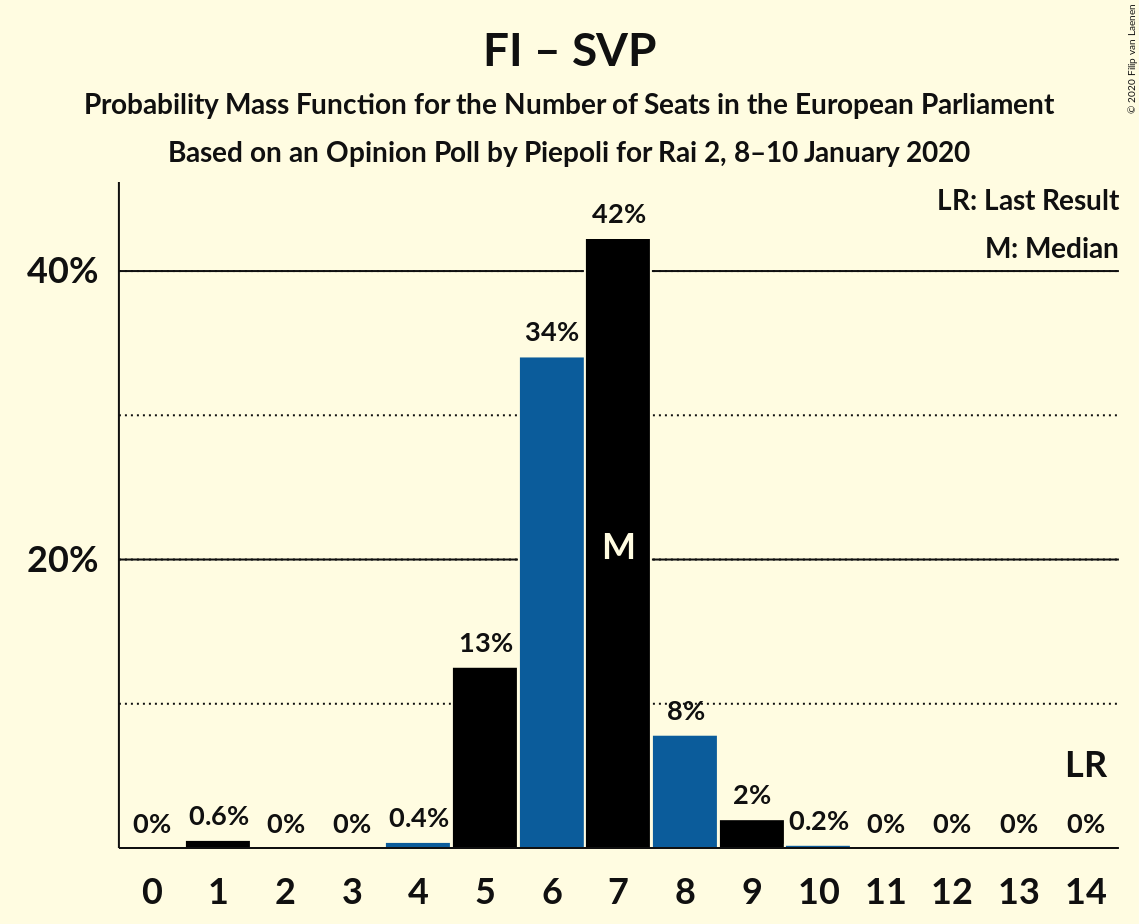 FI – SVP
Probability Mass Function for the Number of Seats in the European Parliament
Based on an Opinion Poll by Piepoli for Rai 2, 8–10 January 2020
© 2020 Filip van Laenen
LR: Last Result
M: Median
40%
20%
0%
0.6%
0%
0%
0.4%
13%
34%
42%
M
8%
2%
0.2%
0%
0%
0%
0%
LR
0 1 2 3 4 5 6 7 8 9 10 11 12 13 14